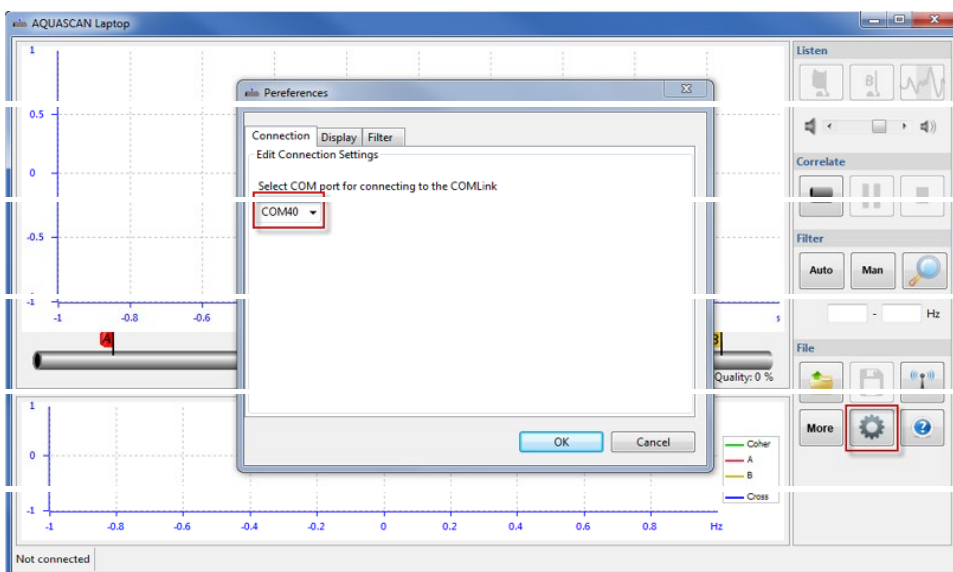 AQUASCAN Laptop
1
0.5
0
-0.5
-1
-1 -0.8 -0.6 s
A B
Quality: 0 %
Pereferences
Connection Display Filter
Edit Connection Settings
Select COM port for connecting to the COMLink
COM40
OK Cancel
1
0
-1
-1 -0.8 -0.6 -0.4 -0.2 0 0.2 0.4 0.6 0.8 Hz
Coher
A
B
Cross
Listen
B
Correlate
Filter
Auto Man
- Hz
File
More ?
Not connected